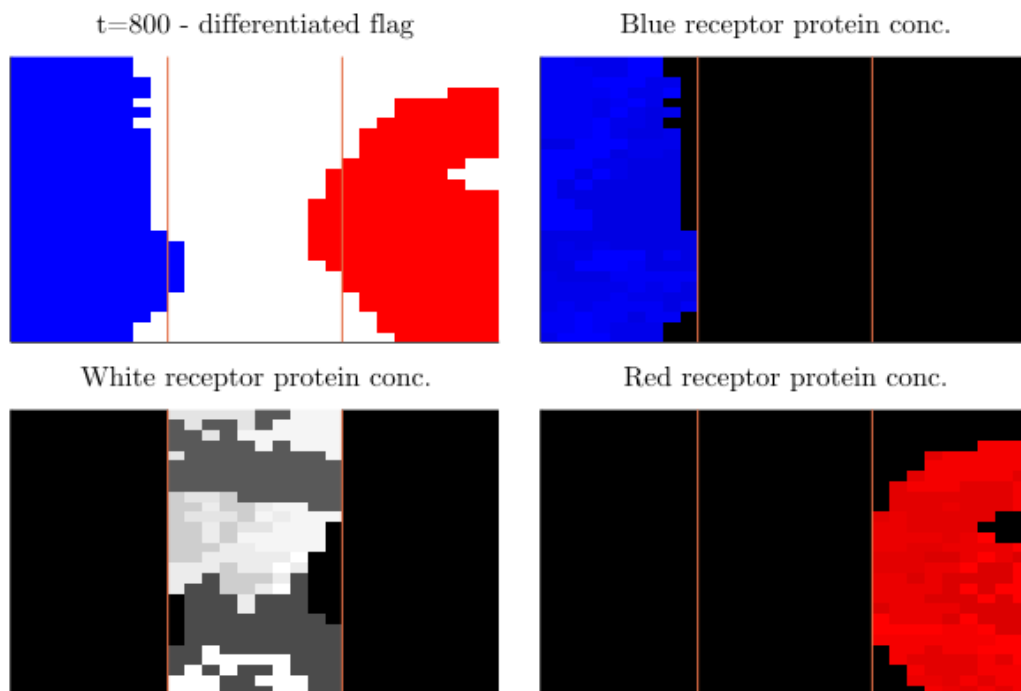 t=800 - differentiated flag
Blue receptor protein conc.
White receptor protein conc.
Red receptor protein conc.